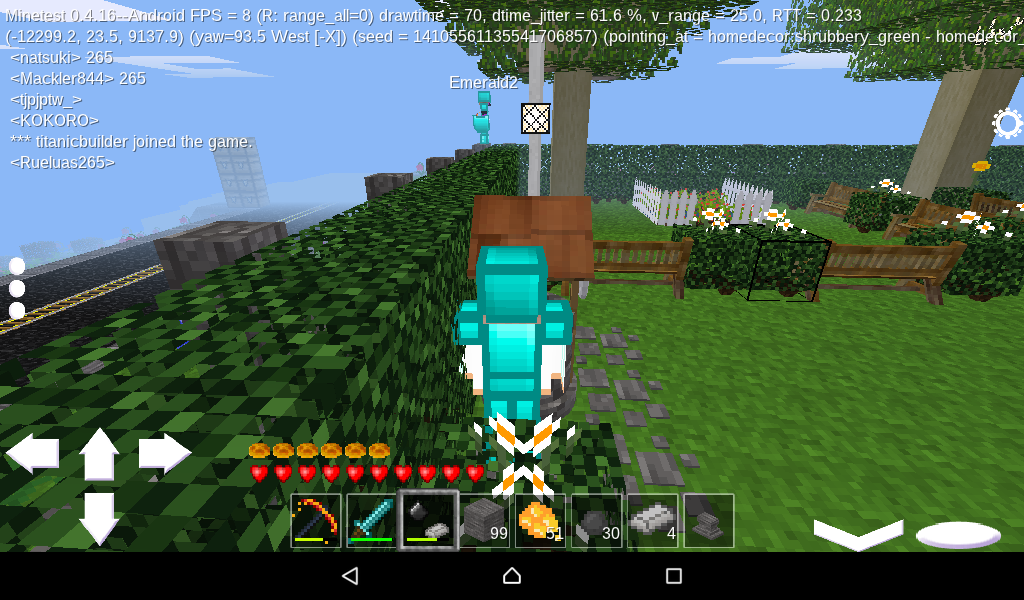 Minetest 0.4.16--Android FPS = 8 (R: range_all=0) drawtime = 70, dtime_jitter = 61.6 %, v_range = 25.0, RTT = 0.233
(-12299.2, 23.5, 9137.9) (yaw=93.5 West [-X]) (seed = 14105561135541706857) (pointing_at = homedecor:shrubbery_green - homedecor_
<natsuki> 265
<Mackler844> 265
<tjpjptw_>
<KOKORO>
*** titanicbuilder joined the game.
<Rueluas265>
Emerald2
99
51
30
4